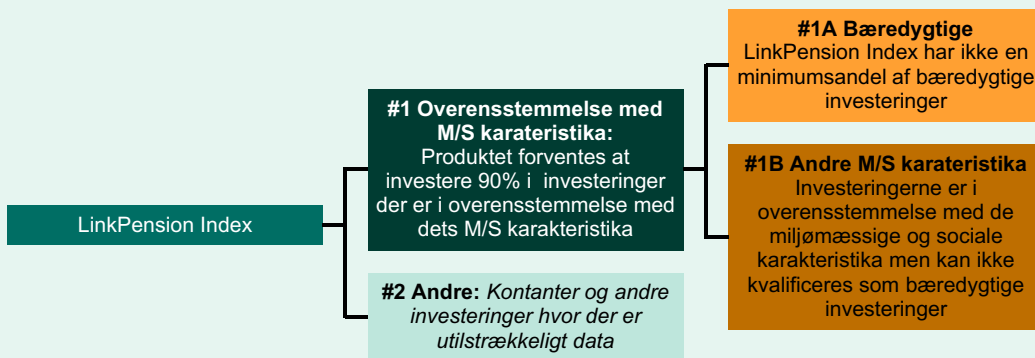 LinkPension Index
#1 Overensstemmelse med
M/S karateristika:
Produktet forventes at
investere 90% i investeringer
der er i overensstemmelse med
dets M/S karakteristika
#2 Andre: Kontanter og andre
investeringer hvor der er
utilstrækkeligt data
#1A Bæredygtige
LinkPension Index har ikke en
minimumsandel af bæredygtige
investeringer
#1B Andre M/S karateristika
Investeringerne er i
overensstemmelse med de
miljømæssige og sociale
karakteristika men kan ikke
kvalificeres som bæredygtige
investeringer